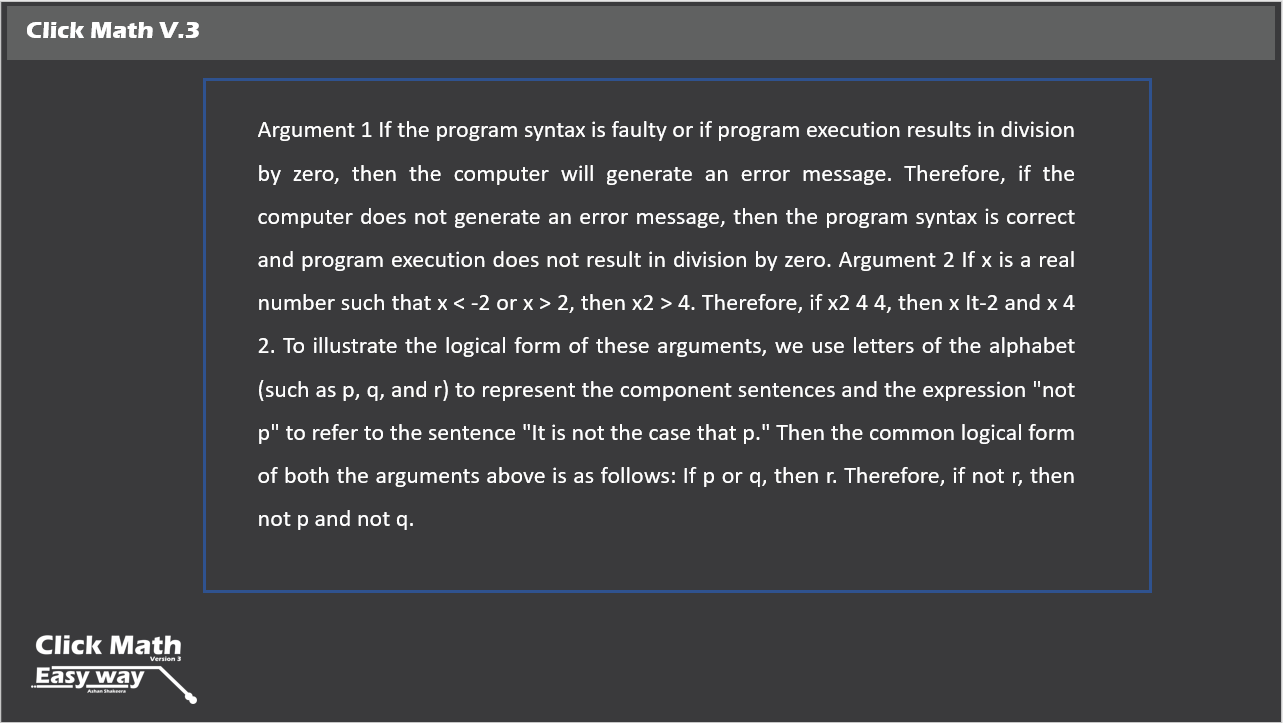 Click Math V.3
Argument 1 If the program syntax is faulty or if program execution results in division
by zero, then the computer will generate an error message. Therefore, if the
computer does not generate an error message, then the program syntax is correct
and program execution does not result in division by zero. Argument 2 If x is a real
number such that x < -2 or x > 2, then x2 > 4. Therefore, if x2 4 4, then x It-2 and x 4
2. To illustrate the logical form of these arguments, we use letters of the alphabet
(such as p, q, and r) to represent the component sentences and the expression "not
p" to refer to the sentence "It is not the case that p." Then the common logical form
of both the arguments above is as follows: If p or q, then r. Therefore, if not r, then
not p and not q.
Click Math
Version 3
Easy way
Ashan Shakeera